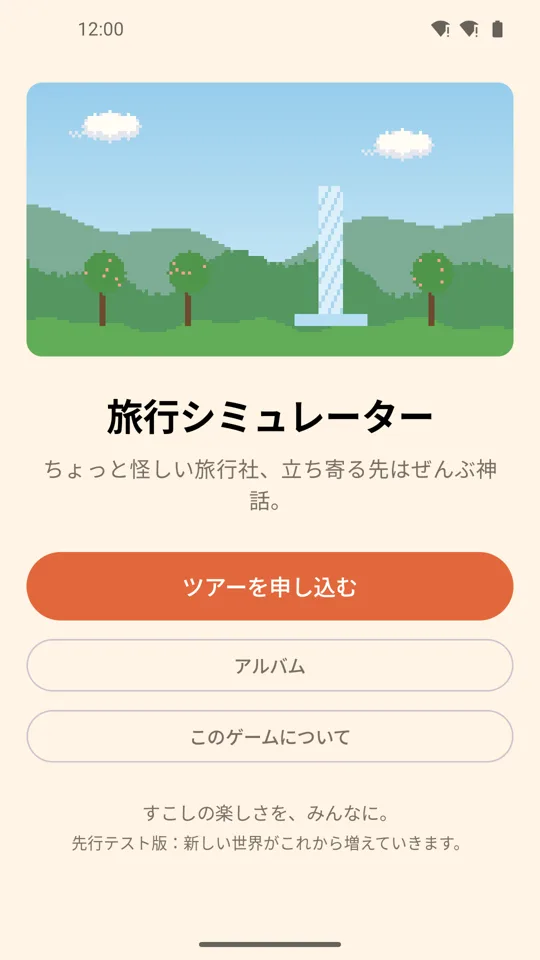 12:00
旅行シミュレーター
ちょっと怪しい旅行社、立ち寄る先はぜんぶ神
話。
ツアーを申し込む
アルバム
このゲームについて
すこしの楽しさを、みんなに。
先行テスト版：新しい世界がこれから増えていきます。